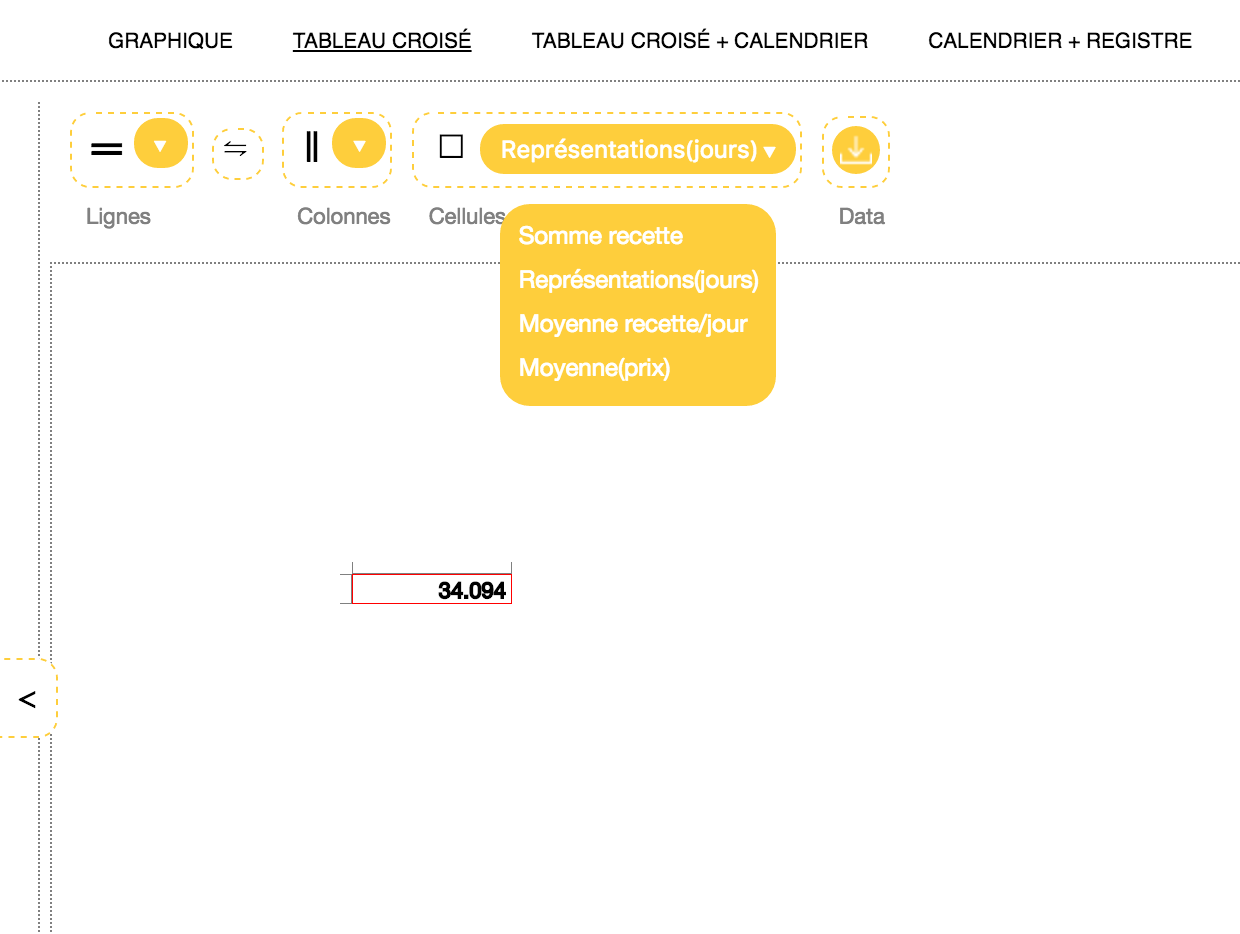 GRAPHIQUE TABLEAU CROISÉ TABLEAU CROISÉ + CALENDRIER CALENDRIER + REGISTRE
Représentations(jours) ▼
Lignes Colonnes Cellules Data
Somme recette
Représentations(jours)
Moyenne recette/jour
Moyenne(prix)
34.094
<